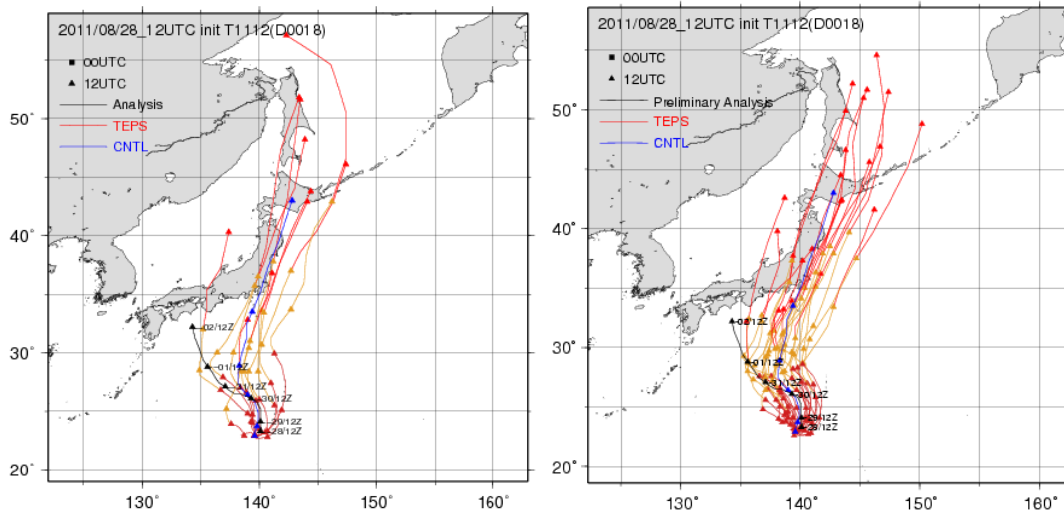 2011/08/28_12UTC init T1112(D0018)
00UTC
12UTC
Analysis
TEPS
CNTL
50°
40°
30°
20°
130°
140°
150°
160°
02/12Z
01/12Z
31/12Z
30/12Z
29/12Z
28/12Z
2011/08/28_12UTC init T1112(D0018)
00UTC
12UTC
Preliminary Analysis
TEPS
CNTL
50°
40°
30°
20°
130°
140°
150°
160°
02/12Z
01/12Z
31/12Z
30/12Z
29/12Z
28/12Z